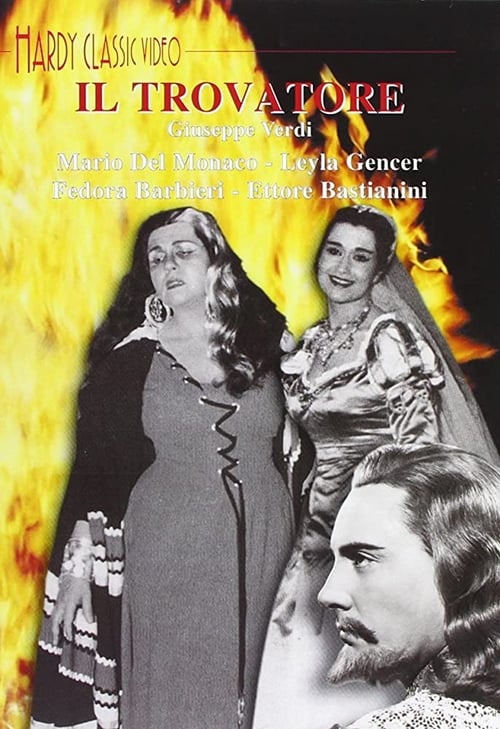 HARDY CLASSIC VIDEO
IL TROVATORE
Giuseppe Verdi
Mario Del Monaco - Leyla Gencer
Fedora Barbieri - Ettore Bastianini